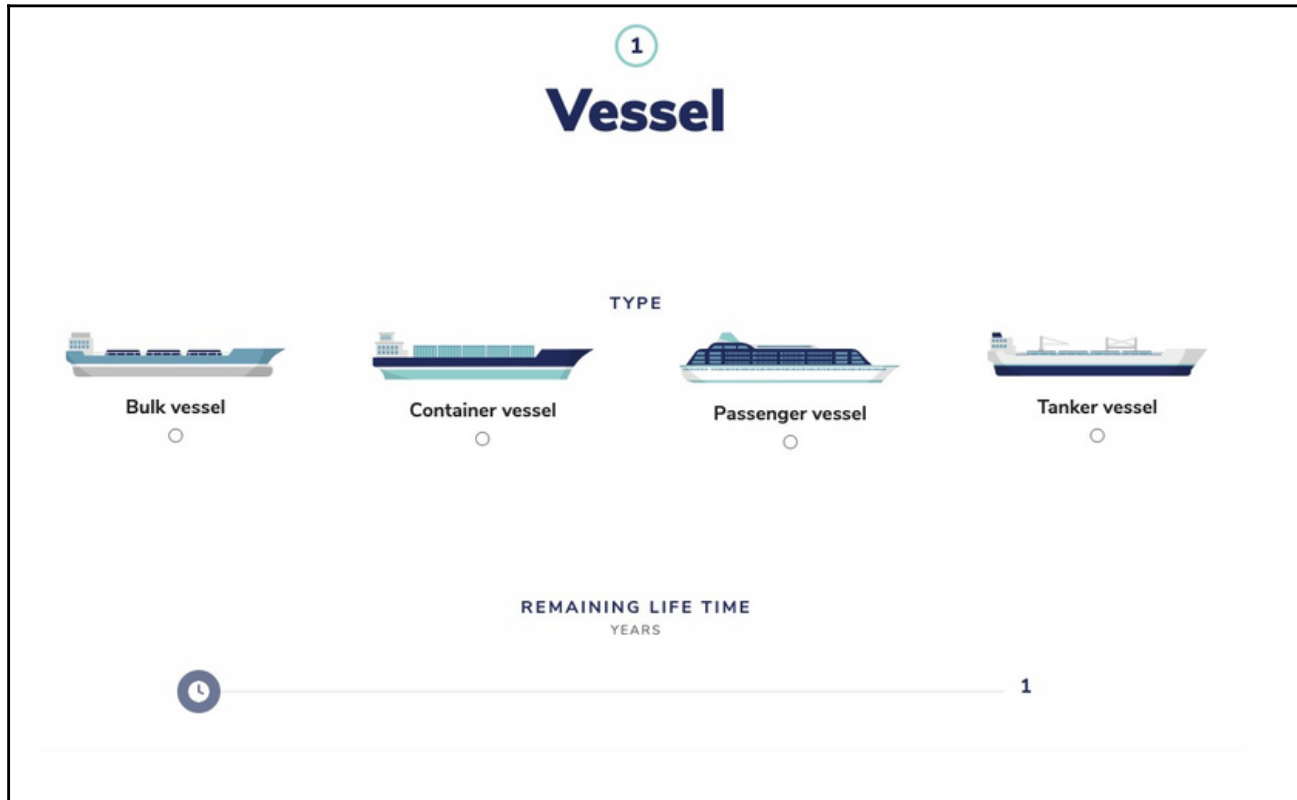 1
Vessel
TYPE
Bulk vessel
Container vessel
Passenger vessel
Tanker vessel
REMAINING LIFE TIME
YEARS
1